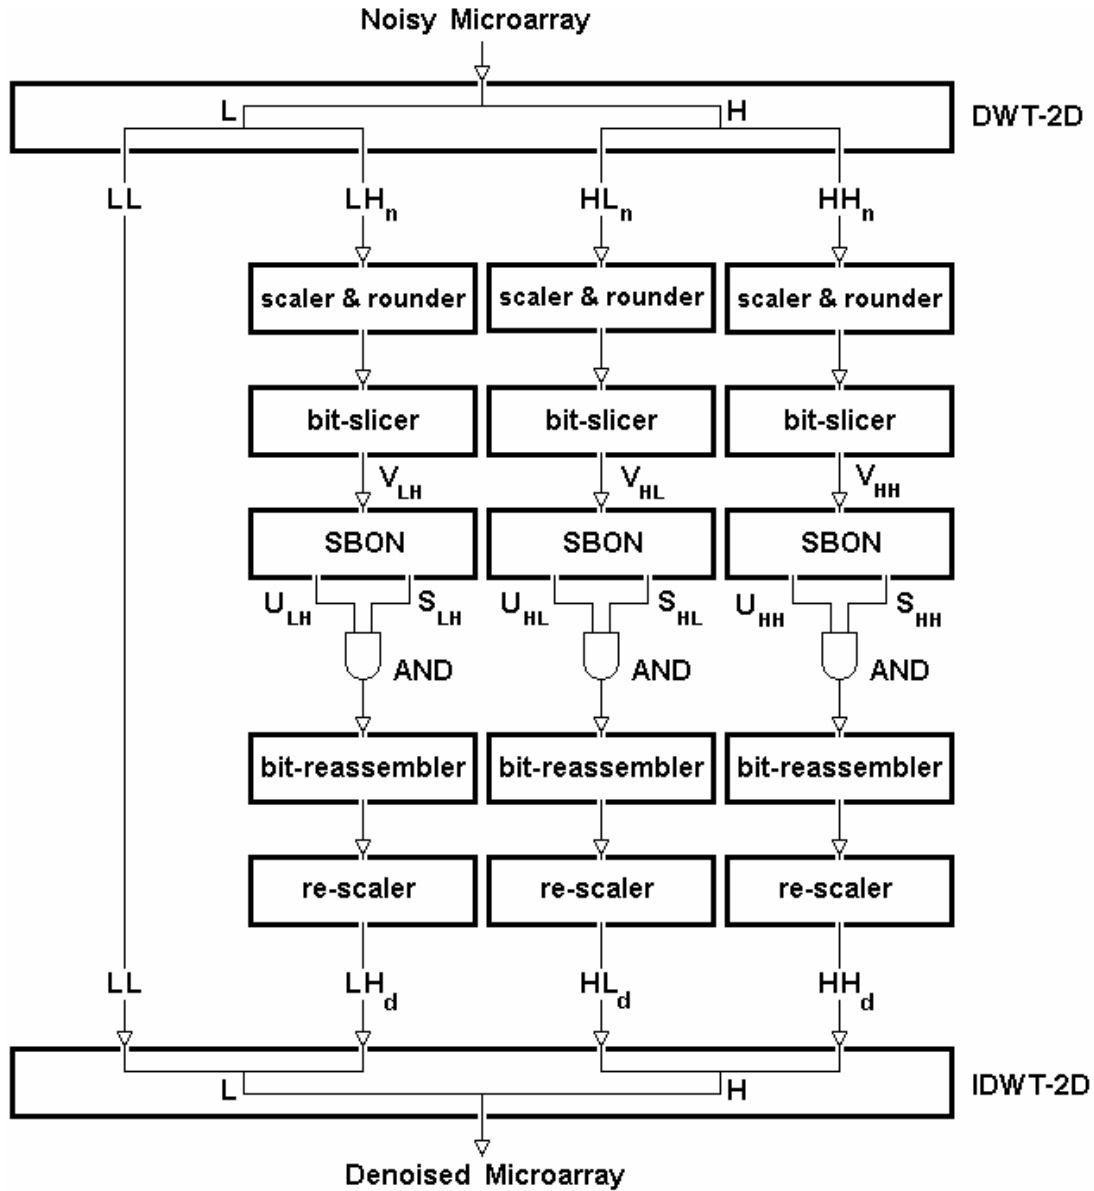 Noisy Microarray
L H DWT-2D
LL LHn HLn HHn
scaler & rounder scaler & rounder scaler & rounder
bit-slicer bit-slicer bit-slicer
VLH VHL VHH
SBON SBON SBON
ULH SLH UHL SHL UHH SHH
AND AND AND
bit-reassembler bit-reassembler bit-reassembler
re-scaler re-scaler re-scaler
LL LHd HLd HHd
L H IDWT-2D
Denoised Microarray